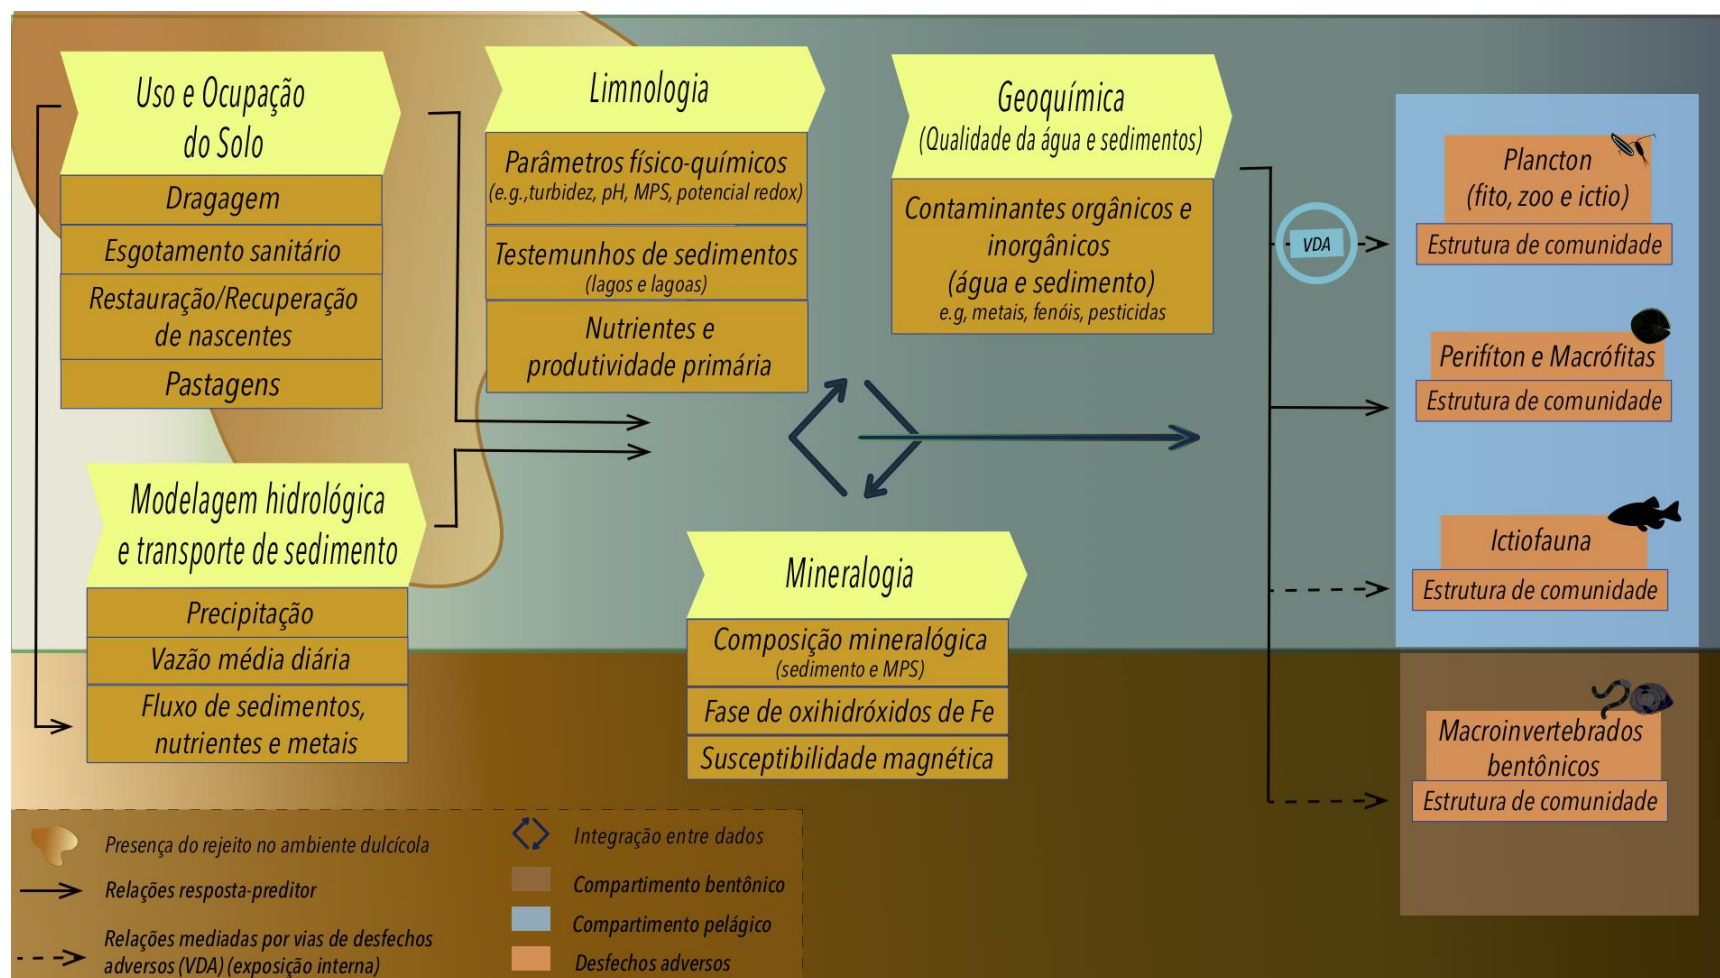 Uso e Ocupação
do Solo
Dragagem
Esgotamento sanitário
Restauração/Recuperação
de nascentes
Pastagens
Modelagem hidrológica
e transporte de sedimento
Precipitação
Vazão média diária
Fluxo de sedimentos,
nutrientes e metais
Limnologia
Parâmetros físico-químicos
(e.g.,turbidez, pH, MPS, potencial redox)
Testemunhos de sedimentos
(lagos e lagoas)
Nutrientes e
produtividade primária
Geoquímica
(Qualidade da água e sedimentos)
Contaminantes orgânicos e
inorgânicos
(água e sedimento)
e.g, metais, fenóis, pesticidas
Mineralogia
Composição mineralógica
(sedimento e MPS)
Fase de oxihidróxidos de Fe
Susceptibilidade magnética
VDA
Plancton
(fito, zoo e ictio)
Estrutura de comunidade
Perifíton e Macrófitas
Estrutura de comunidade
Ictiofauna
Estrutura de comunidade
Macroinvertebrados
bentônicos
Estrutura de comunidade
Presença do rejeito no ambiente dulcícola
Relações resposta-preditor
Relações mediadas por vias de desfechos
adversos (VDA) (exposição interna)
Integração entre dados
Compartimento bentônico
Compartimento pelágico
Desfechos adversos